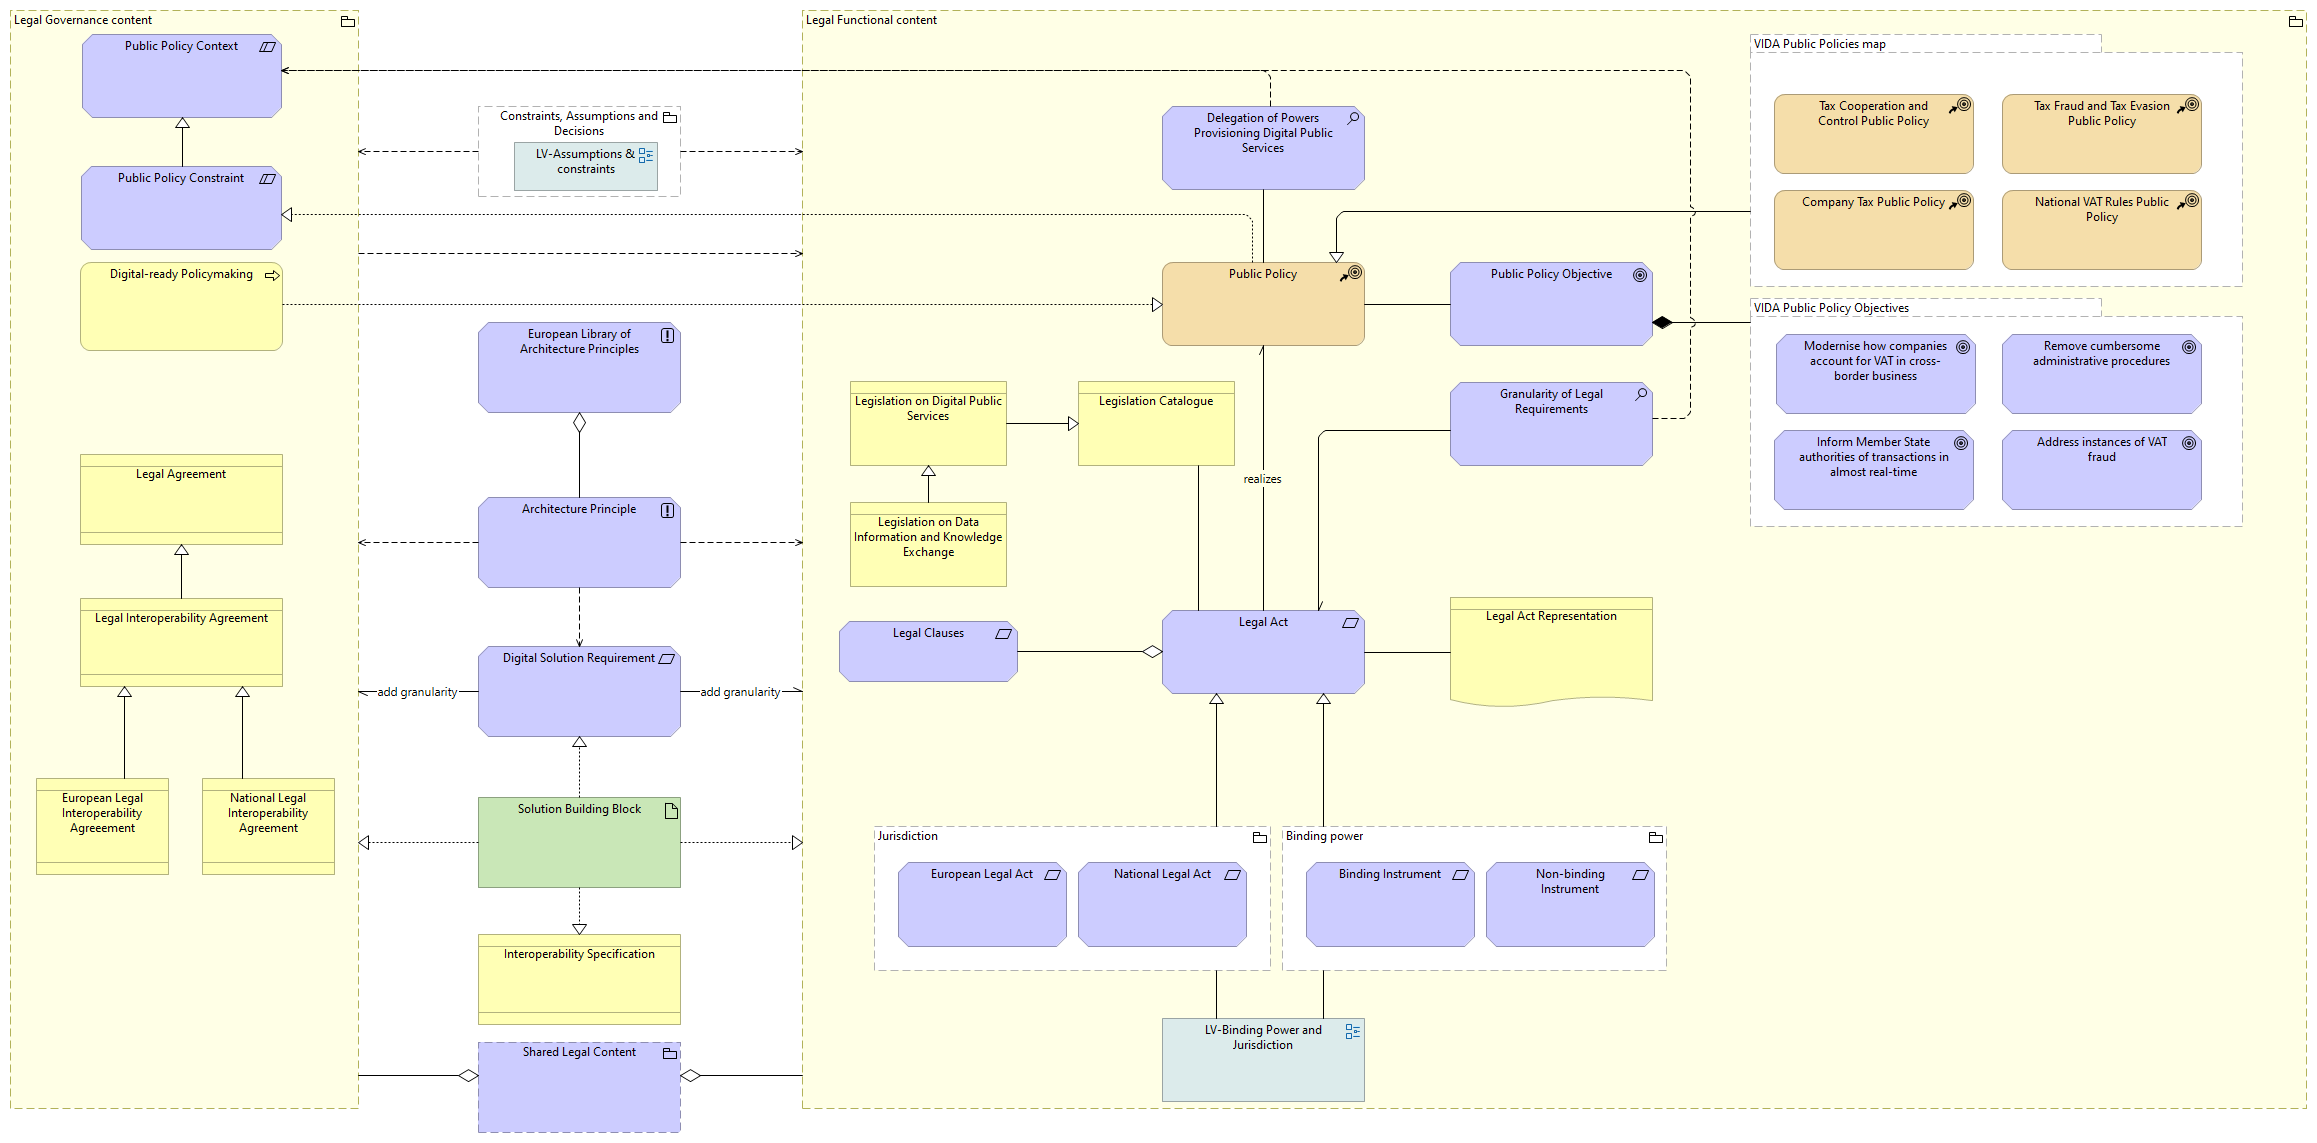 Legal Governance content
Public Policy Context
Public Policy Constraint
Digital-ready Policymaking
Legal Agreement
Legal Interoperability Agreement
European Legal
Interoperability
Agreeement
National Legal
Interoperability
Agreement
Constraints, Assumptions and
Decisions
LV-Assumptions &
constraints
European Library of
Architecture Principles
Architecture Principle
Digital Solution Requirement
add granularity
add granularity
Solution Building Block
Interoperability Specification
Shared Legal Content
Legal Functional content
Delegation of Powers
Provisioning Digital Public
Services
Public Policy
Public Policy Objective
Granularity of Legal
Requirements
Legislation on Digital Public
Services
Legislation Catalogue
realizes
Legislation on Data
Information and Knowledge
Exchange
Legal Clauses
Legal Act
Legal Act Representation
Jurisdiction
European Legal Act
National Legal Act
Binding power
Binding Instrument
Non-binding
Instrument
LV-Binding Power and
Jurisdiction
VIDA Public Policies map
Tax Cooperation and
Control Public Policy
Tax Fraud and Tax Evasion
Public Policy
Company Tax Public Policy
National VAT Rules Public
Policy
VIDA Public Policy Objectives
Modernise how companies
account for VAT in cross-
border business
Remove cumbersome
administrative procedures
Inform Member State
authorities of transactions in
almost real-time
Address instances of VAT
fraud